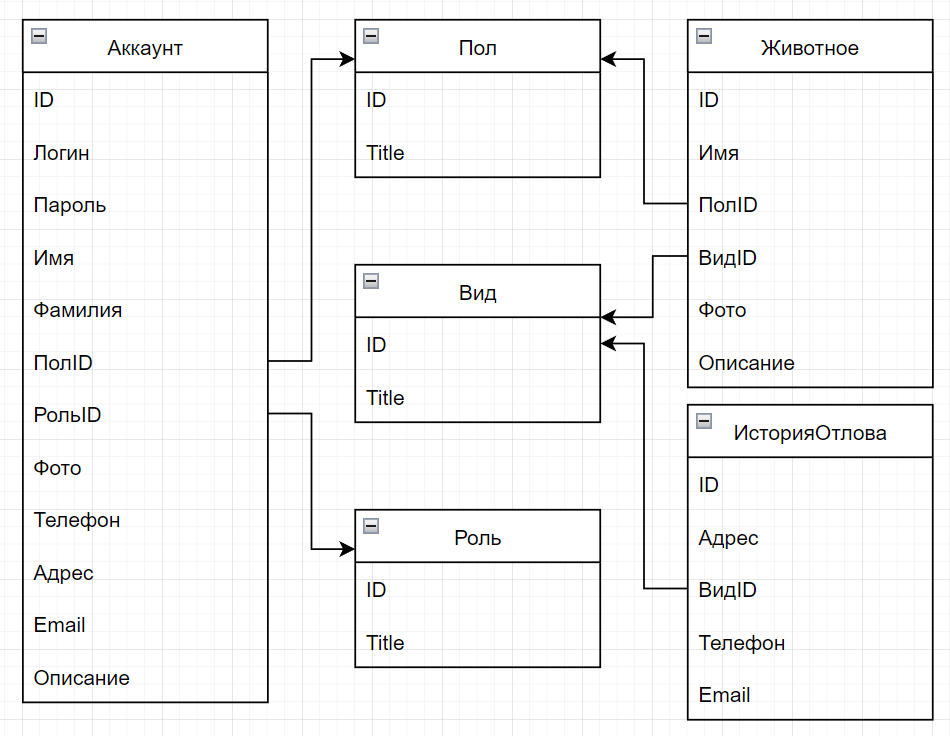 Аккаунт
ID
Логин
Пароль
Имя
Фамилия
ПолID
РольID
Фото
Телефон
Адрес
Email
Описание
Пол
ID
Title
Вид
ID
Title
Роль
ID
Title
Животное
ID
Имя
ПолID
ВидID
Фото
Описание
ИсторияОтлова
ID
Адрес
ВидID
Телефон
Email